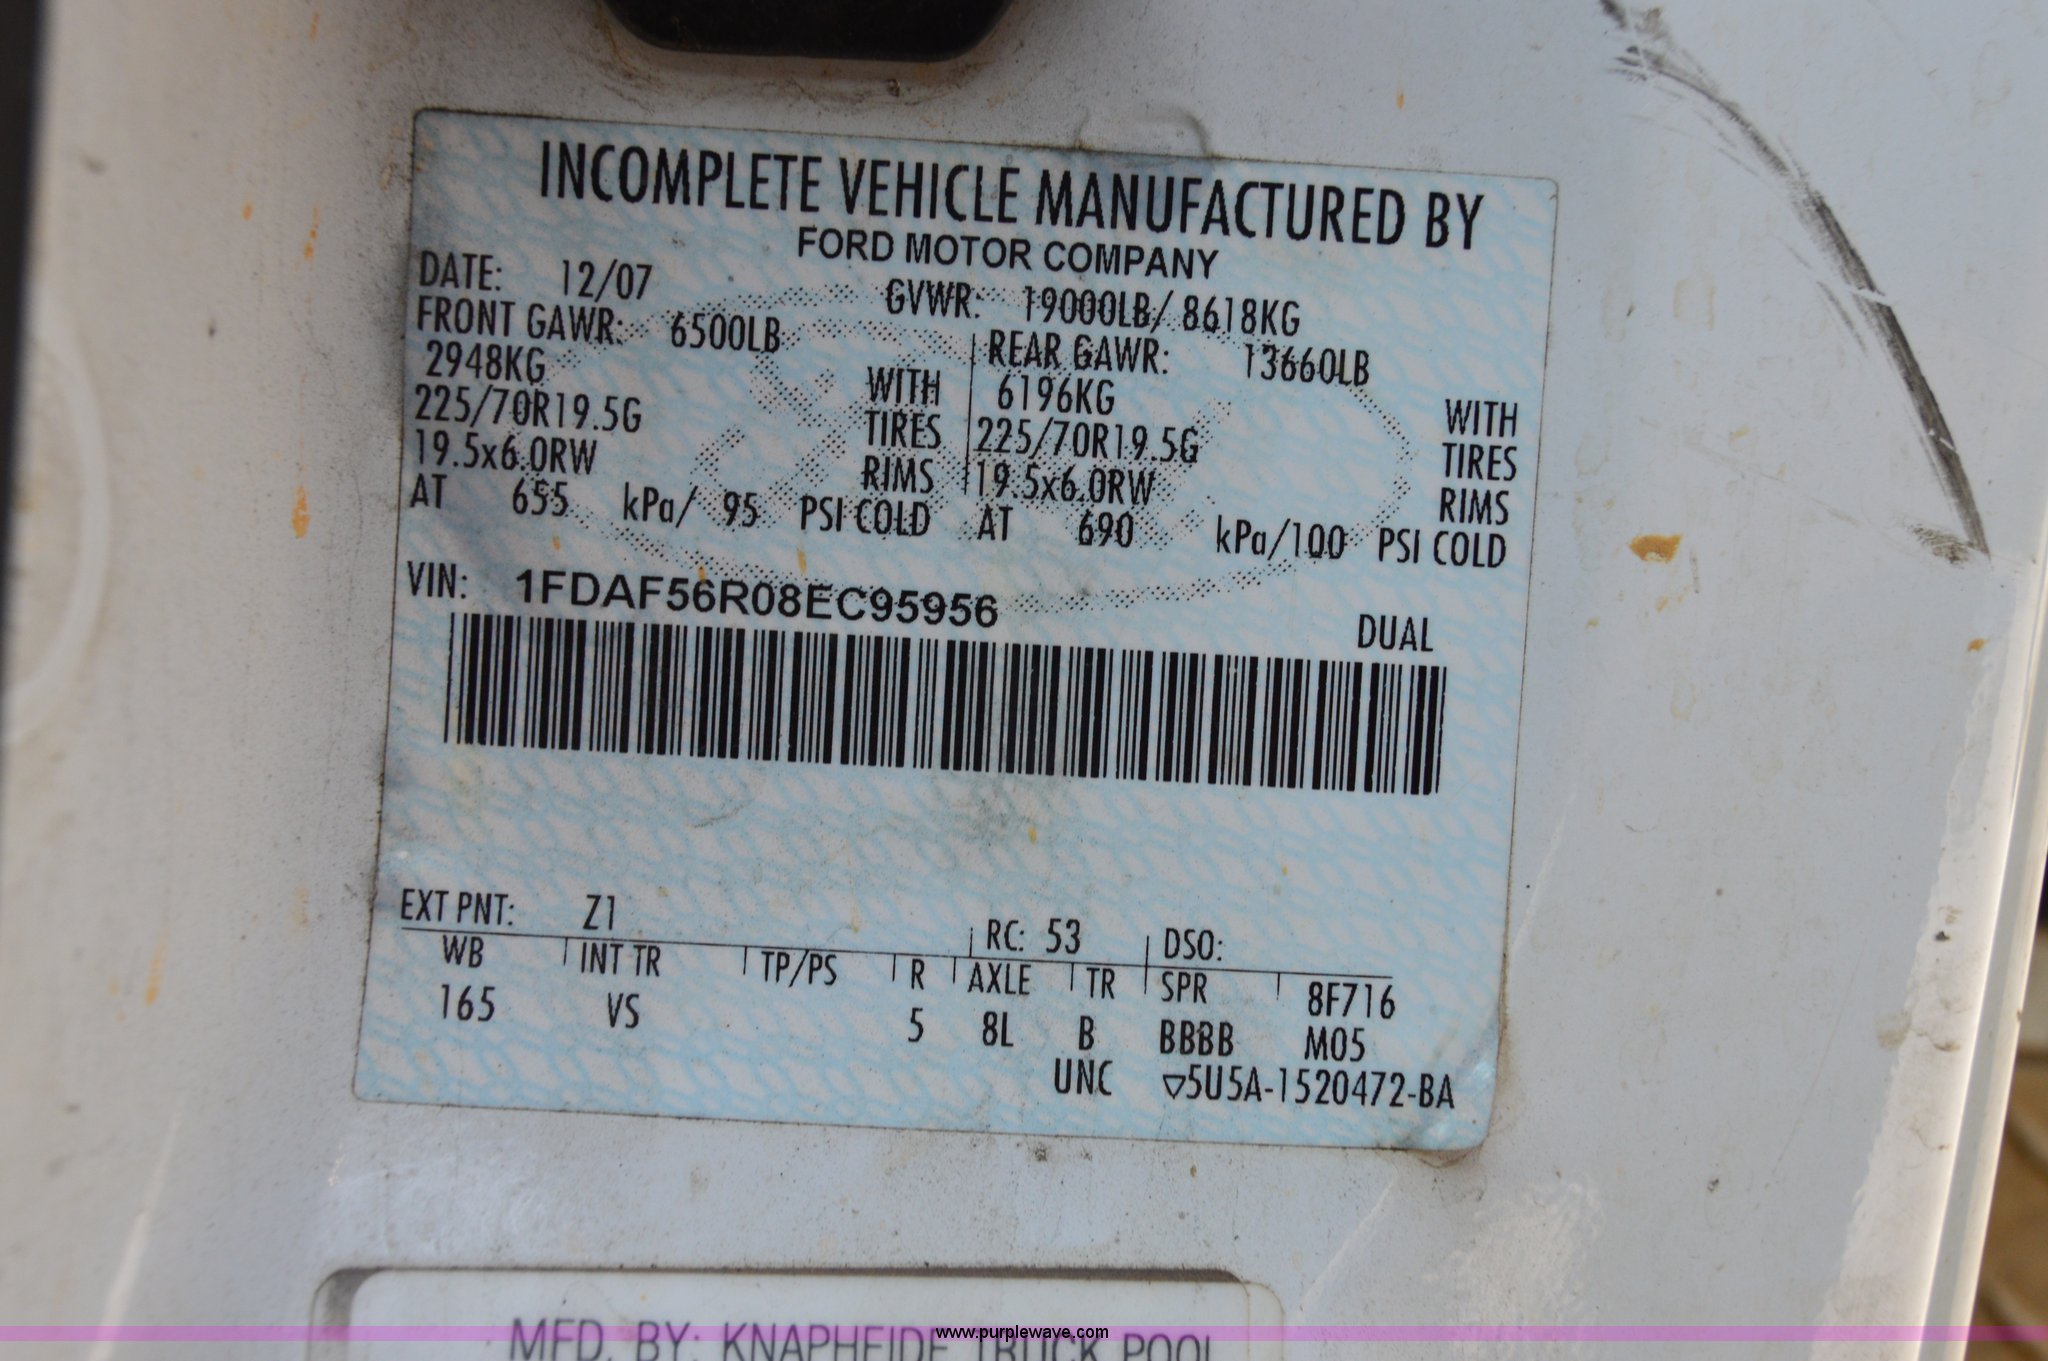 INCOMPLETE VEHICLE MANUFACTURED BY
FORD MOTOR COMPANY
DATE: 12/07 GVWR: 19000LB/ 8618KG
FRONT GAWR: 6500LB REAR GAWR: 13660LB
2948KG WITH 6196KG WITH
225/70R19.5G TIRES 225/70R19.5G TIRES
19.5x6.0RW RIMS 19.5x6.0RW RIMS
AT 655 kPa/ 95 PSI COLD AT 690 kPa/100 PSI COLD
VIN: 1FDAF56R08EC95956
DUAL
EXT PNT: Z1 RC: 53 DSO:
WB INT TR TP/PS R AXLE TR SPR 8F716
165 VS 5 8L B BBBB M05
UNC ▽5U5A-1520472-BA
MFD. BY: KNAPHEIDE TRUCK POOL
www.purplewave.com